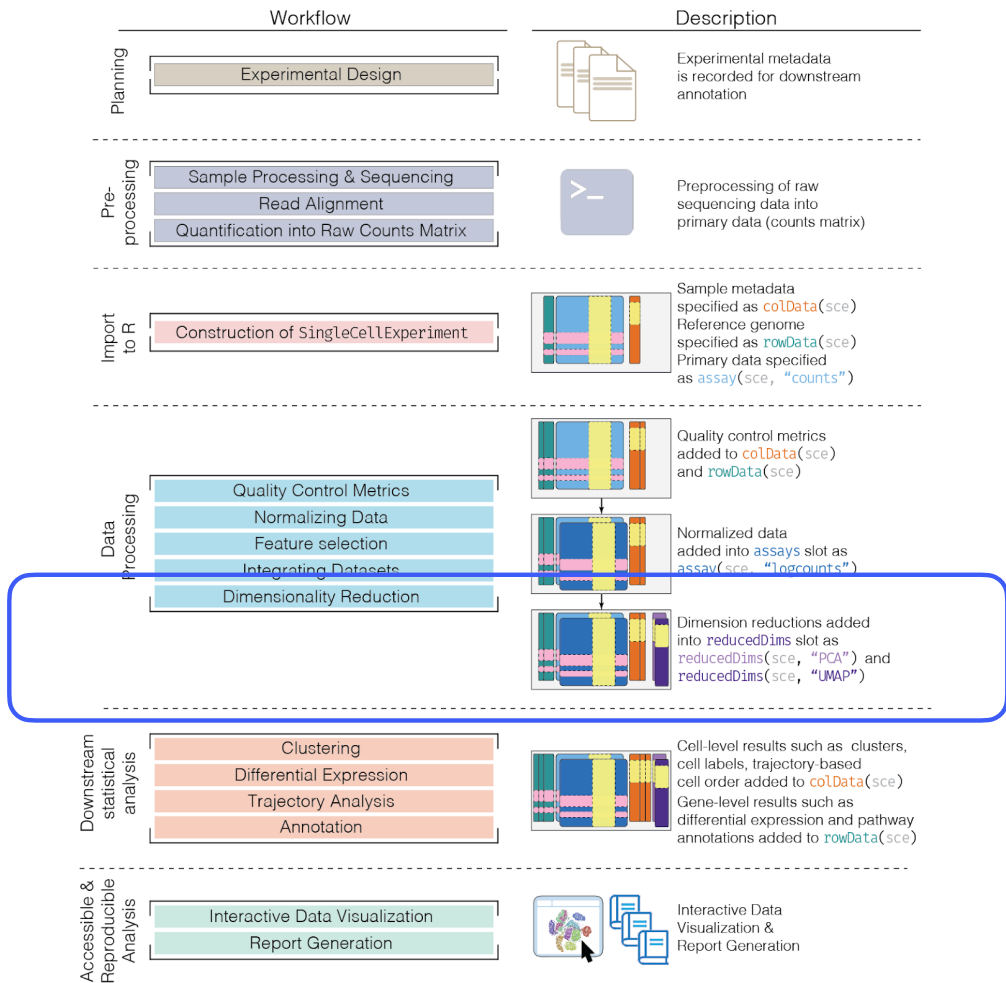 Workflow
Description
Planning
Experimental Design
Experimental metadata
is recorded for downstream
annotation
Pre-
processing
Sample Processing & Sequencing
Read Alignment
Quantification into Raw Counts Matrix
>_
Preprocessing of raw
sequencing data into
primary data (counts matrix)
Import
to R
Construction of SingleCellExperiment
Sample metadata
specified as colData(sce)
Reference genome
specified as rowData(sce)
Primary data specified
as assay(sce, “counts”)
Data
Processing
Quality Control Metrics
Normalizing Data
Feature selection
Integrating Datasets
Dimensionality Reduction
Quality control metrics
added to colData(sce)
and rowData(sce)
Normalized data
added into assays slot as
assay(sce, “logcounts”)
Dimension reductions added
into reducedDims slot as
reducedDims(sce, “PCA”) and
reducedDims(sce, “UMAP”)
Downstream
statistical
analysis
Clustering
Differential Expression
Trajectory Analysis
Annotation
Cell-level results such as clusters,
cell labels, trajectory-based
cell order added to colData(sce)
Gene-level results such as
differential expression and pathway
annotations added to rowData(sce)
Accessible &
Reproducible
Analysis
Interactive Data Visualization
Report Generation
Interactive Data
Visualization &
Report Generation